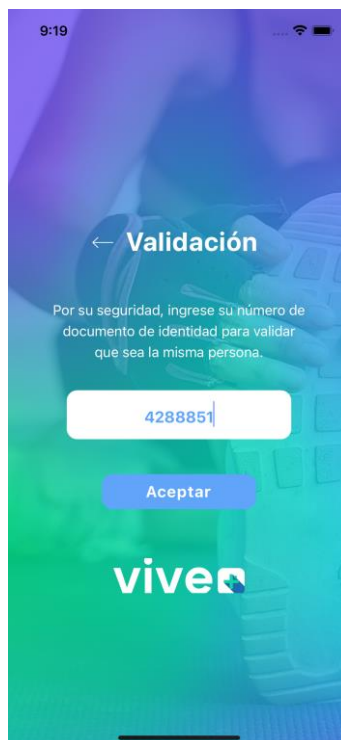 9:19
← Validación
Por su seguridad, ingrese su número de
documento de identidad para validar
que sea la misma persona.
4288851
Aceptar
vive